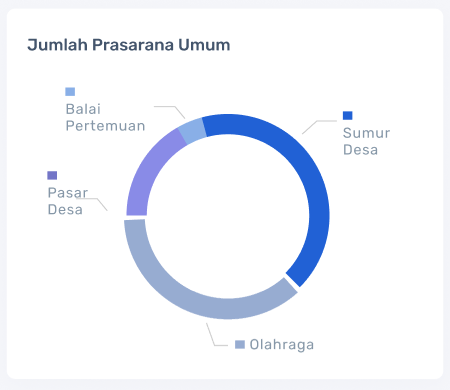 Jumlah Prasarana Umum
Balai
Pertemuan
Sumur
Desa
Pasar
Desa
Olahraga